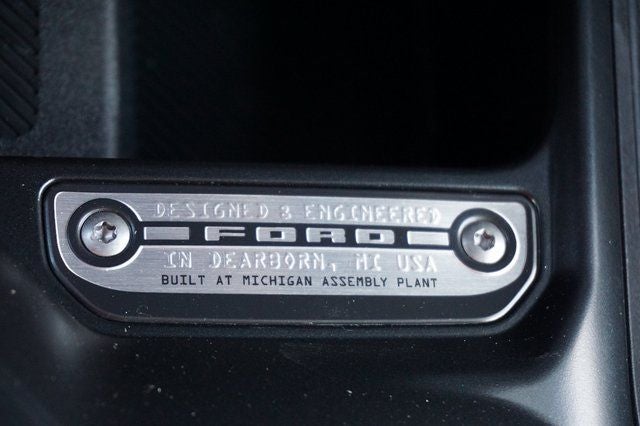 DESIGNED & ENGINEERED
FORD
IN DEARBORN, MI USA
BUILT AT MICHIGAN ASSEMBLY PLANT